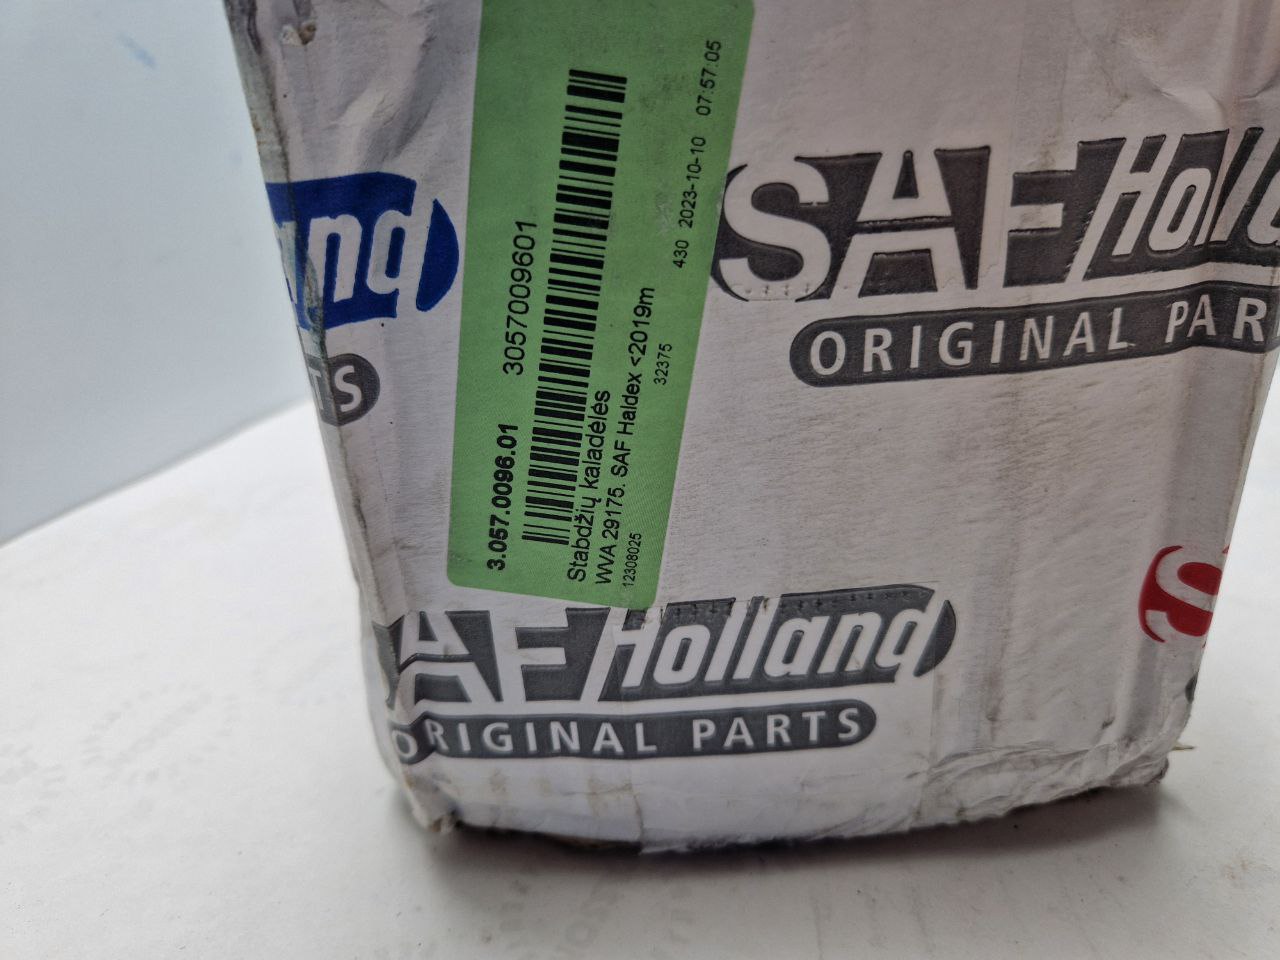 3.057.0096.01 3057009601
Stabdžių kaladėlės
WVA 29175. SAF Haldex <2019m
12308025 32375 430 2023-10-10 07:57:05
SAF Holland
ORIGINAL PARTS
SAF Holland
ORIGINAL PARTS